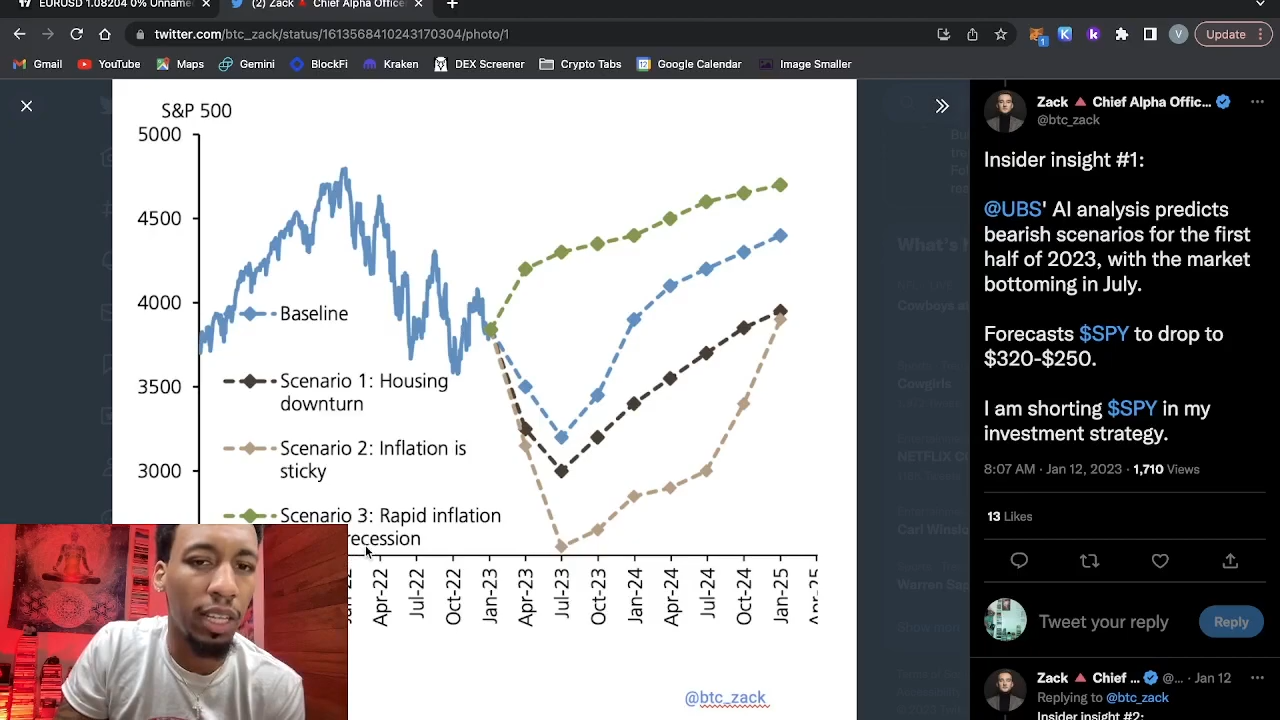 EURUSD 1.08204 0% Unname
(2) Zack 🔺 Chief Alpha Office
twitter.com/btc_zack/status/1613568410243170304/photo/1
Update
Gmail
YouTube
Maps
Gemini
BlockFi
Kraken
DEX Screener
Crypto Tabs
Google Calendar
Image Smaller
S&P 500
5000
4500
4000
3500
3000
Baseline
Scenario 1: Housing
downturn
Scenario 2: Inflation is
sticky
Scenario 3: Rapid inflation
recession
Apr-22
Jul-22
Oct-22
Jan-23
Apr-23
Jul-23
Oct-23
Jan-24
Apr-24
Jul-24
Oct-24
Jan-25
Apr-25
@btc_zack
Zack 🔺 Chief Alpha Offic...
@btc_zack
Insider insight #1:
@UBS' AI analysis predicts
bearish scenarios for the first
half of 2023, with the market
bottoming in July.
Forecasts $SPY to drop to
$320-$250.
I am shorting $SPY in my
investment strategy.
8:07 AM · Jan 12, 2023 · 1,710 Views
13 Likes
Tweet your reply
Reply
Zack 🔺 Chief ... @... · Jan 12
Replying to @btc_zack
Insider insight #2: